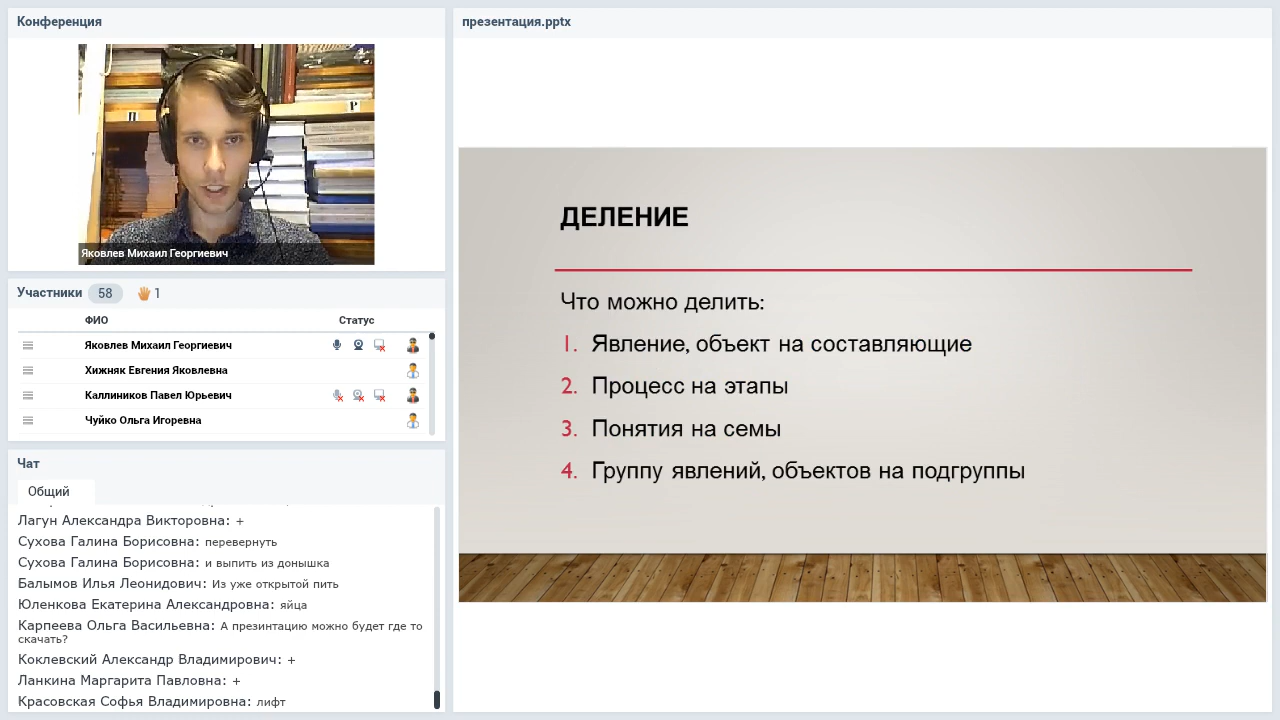 Конференция
П
Р
Яковлев Михаил Георгиевич
Участники 58 1
ФИО Статус
Яковлев Михаил Георгиевич
Хижняк Евгения Яковлевна
Каллиников Павел Юрьевич
Чуйко Ольга Игоревна
Чат
Общий
Лагун Александра Викторовна: +
Сухова Галина Борисовна: перевернуть
Сухова Галина Борисовна: и выпить из донышка
Балымов Илья Леонидович: Из уже открытой пить
Юленкова Екатерина Александровна: яйца
Карпеева Ольга Васильевна: А презинтацию можно будет где то
скачать?
Коклевский Александр Владимирович: +
Ланкина Маргарита Павловна: +
Красовская Софья Владимировна: лифт
презентация.pptx
ДЕЛЕНИЕ
Что можно делить:
1. Явление, объект на составляющие
2. Процесс на этапы
3. Понятия на семы
4. Группу явлений, объектов на подгруппы